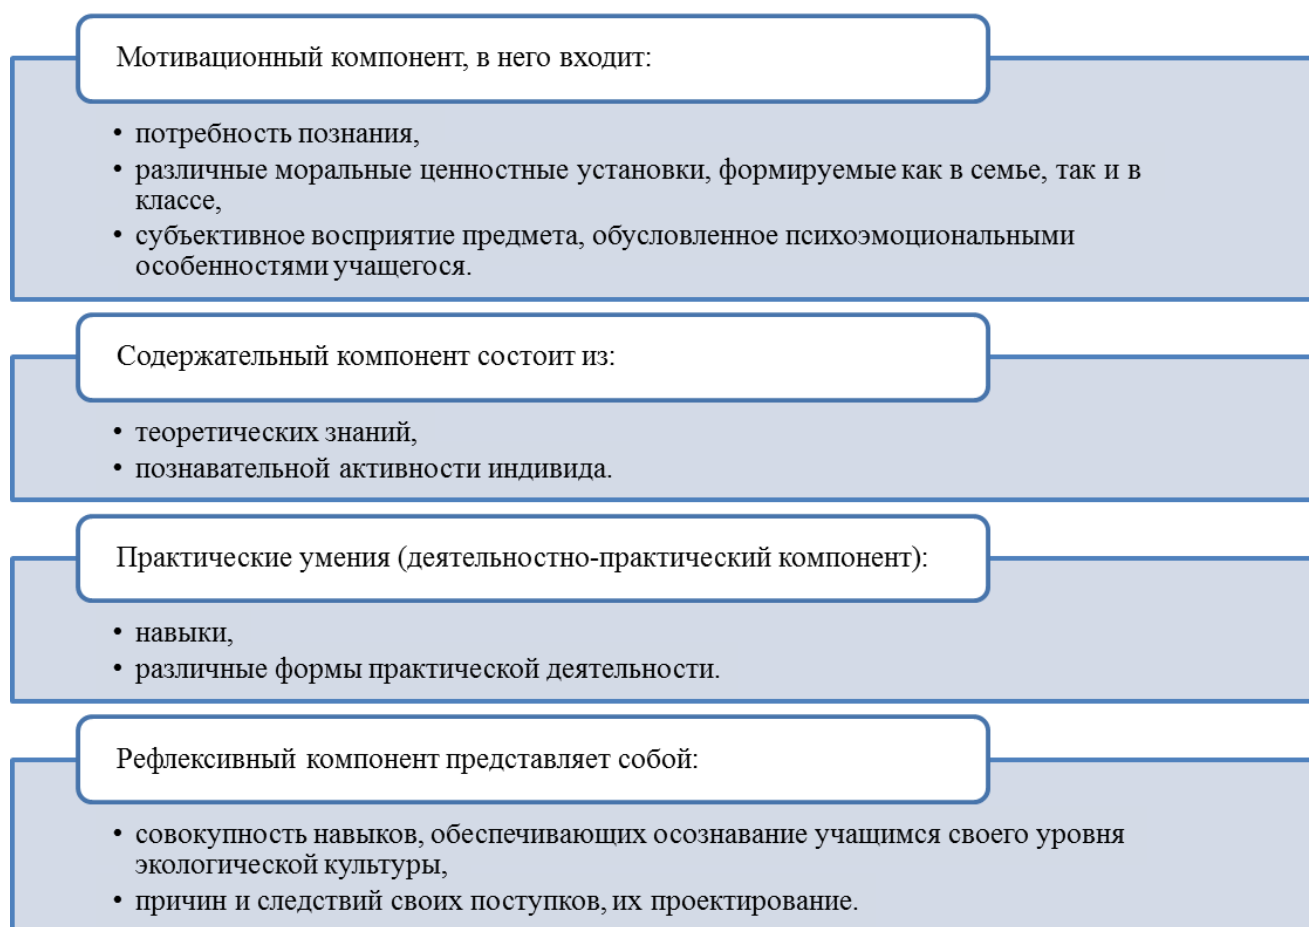 Мотивационный компонент, в него входит:
• потребность познания,
• различные моральные ценностные установки, формируемые как в семье, так и в
классе,
• субъективное восприятие предмета, обусловленное психоэмоциональными
особенностями учащегося.
Содержательный компонент состоит из:
• теоретических знаний,
• познавательной активности индивида.
Практические умения (деятельностно-практический компонент):
• навыки,
• различные формы практической деятельности.
Рефлексивный компонент представляет собой:
• совокупность навыков, обеспечивающих осознавание учащимся своего уровня
экологической культуры,
• причин и следствий своих поступков, их проектирование.